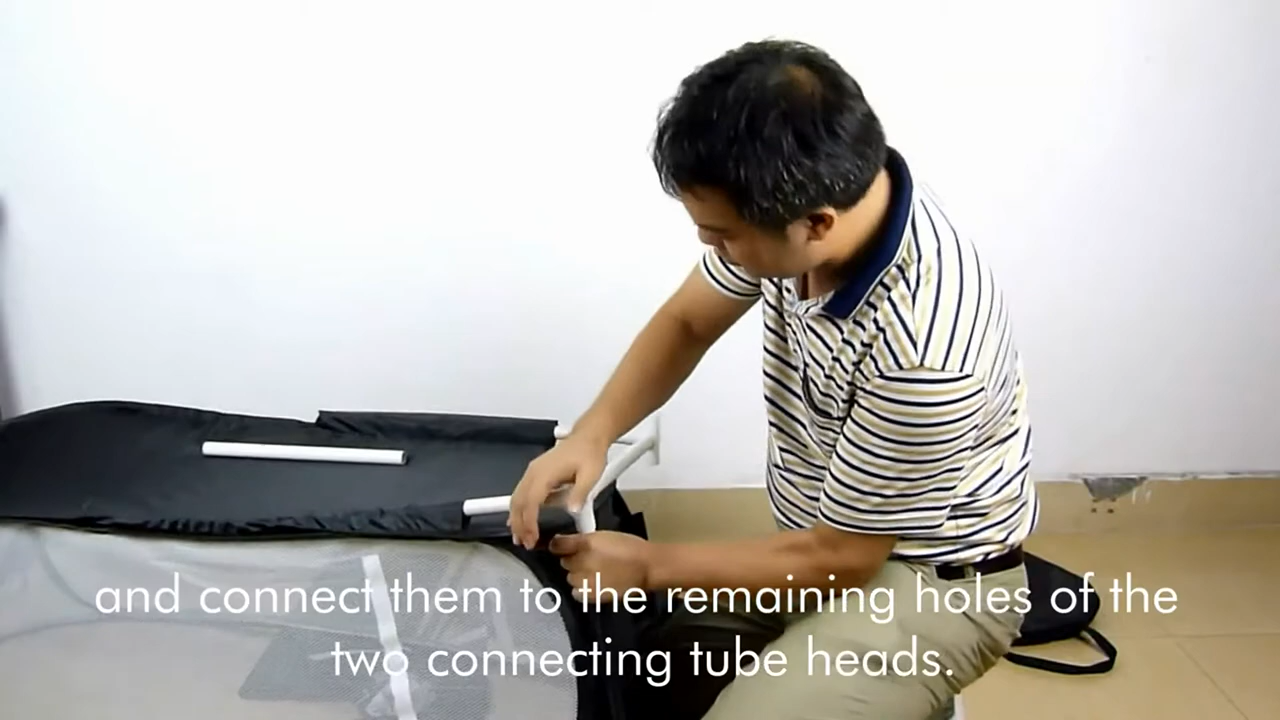 and connect them to the remaining holes of the
two connecting tube heads.